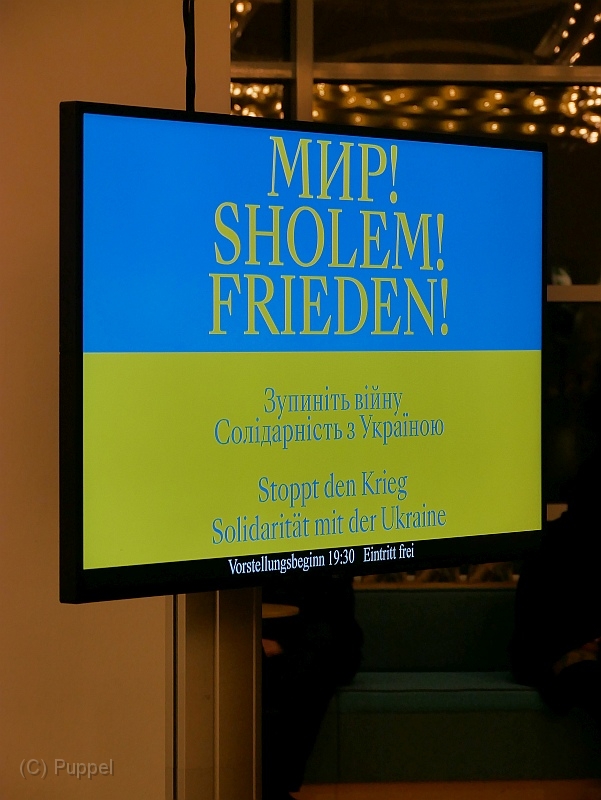 МИР!
SHOLEM!
FRIEDEN!
Зупиніть війну
Солідарність з Україною
Stoppt den Krieg
Solidarität mit der Ukraine
Vorstellungsbeginn 19:30 Eintritt frei
(C) Puppel